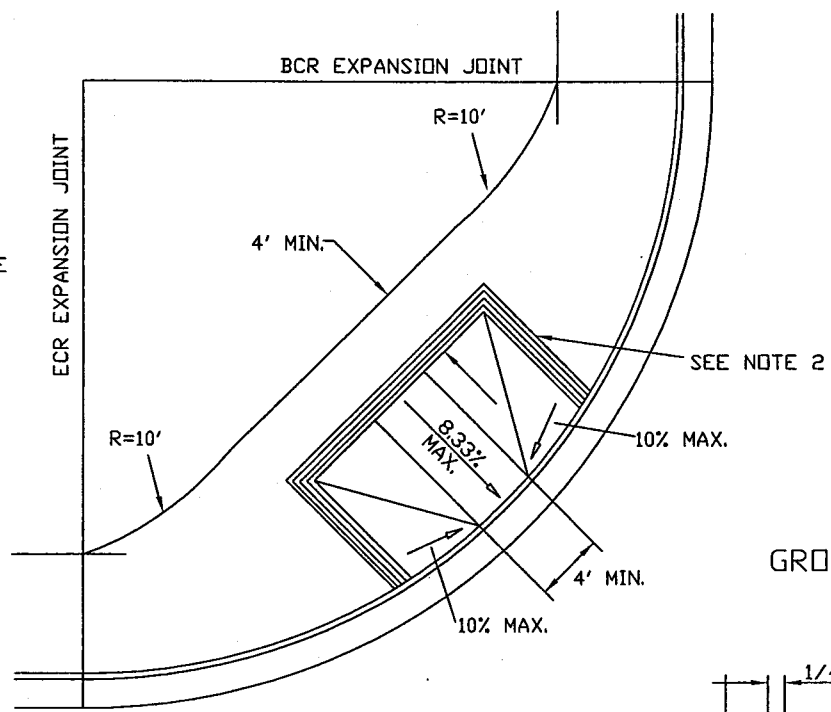 BCR EXPANSION JOINT
R=10'
ECR EXPANSION JOINT
4' MIN.
SEE NOTE 2
8.33%
MAX.
10% MAX.
R=10'
4' MIN.
GRO
10% MAX.
1/4